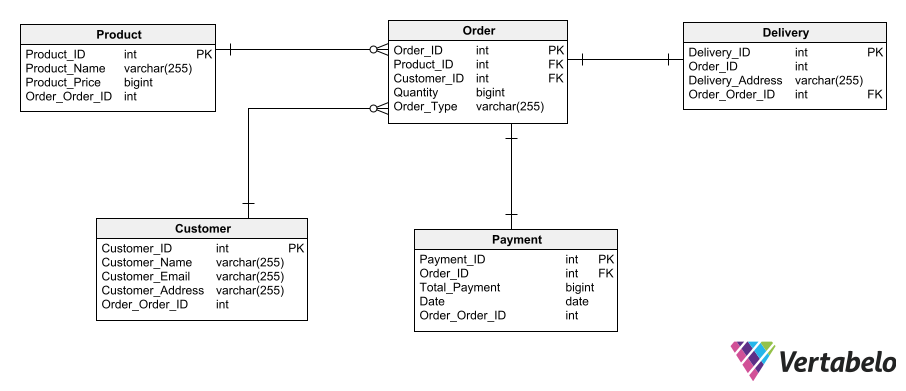 Product
Product_ID int PK
Product_Name varchar(255)
Product_Price bigint
Order_Order_ID int
Order
Order_ID int PK
Product_ID int FK
Customer_ID int FK
Quantity bigint
Order_Type varchar(255)
Delivery
Delivery_ID int PK
Order_ID int
Delivery_Address varchar(255)
Order_Order_ID int FK
Customer
Customer_ID int PK
Customer_Name varchar(255)
Customer_Email varchar(255)
Customer_Address varchar(255)
Order_Order_ID int
Payment
Payment_ID int PK
Order_ID int FK
Total_Payment bigint
Date date
Order_Order_ID int
Vertabelo